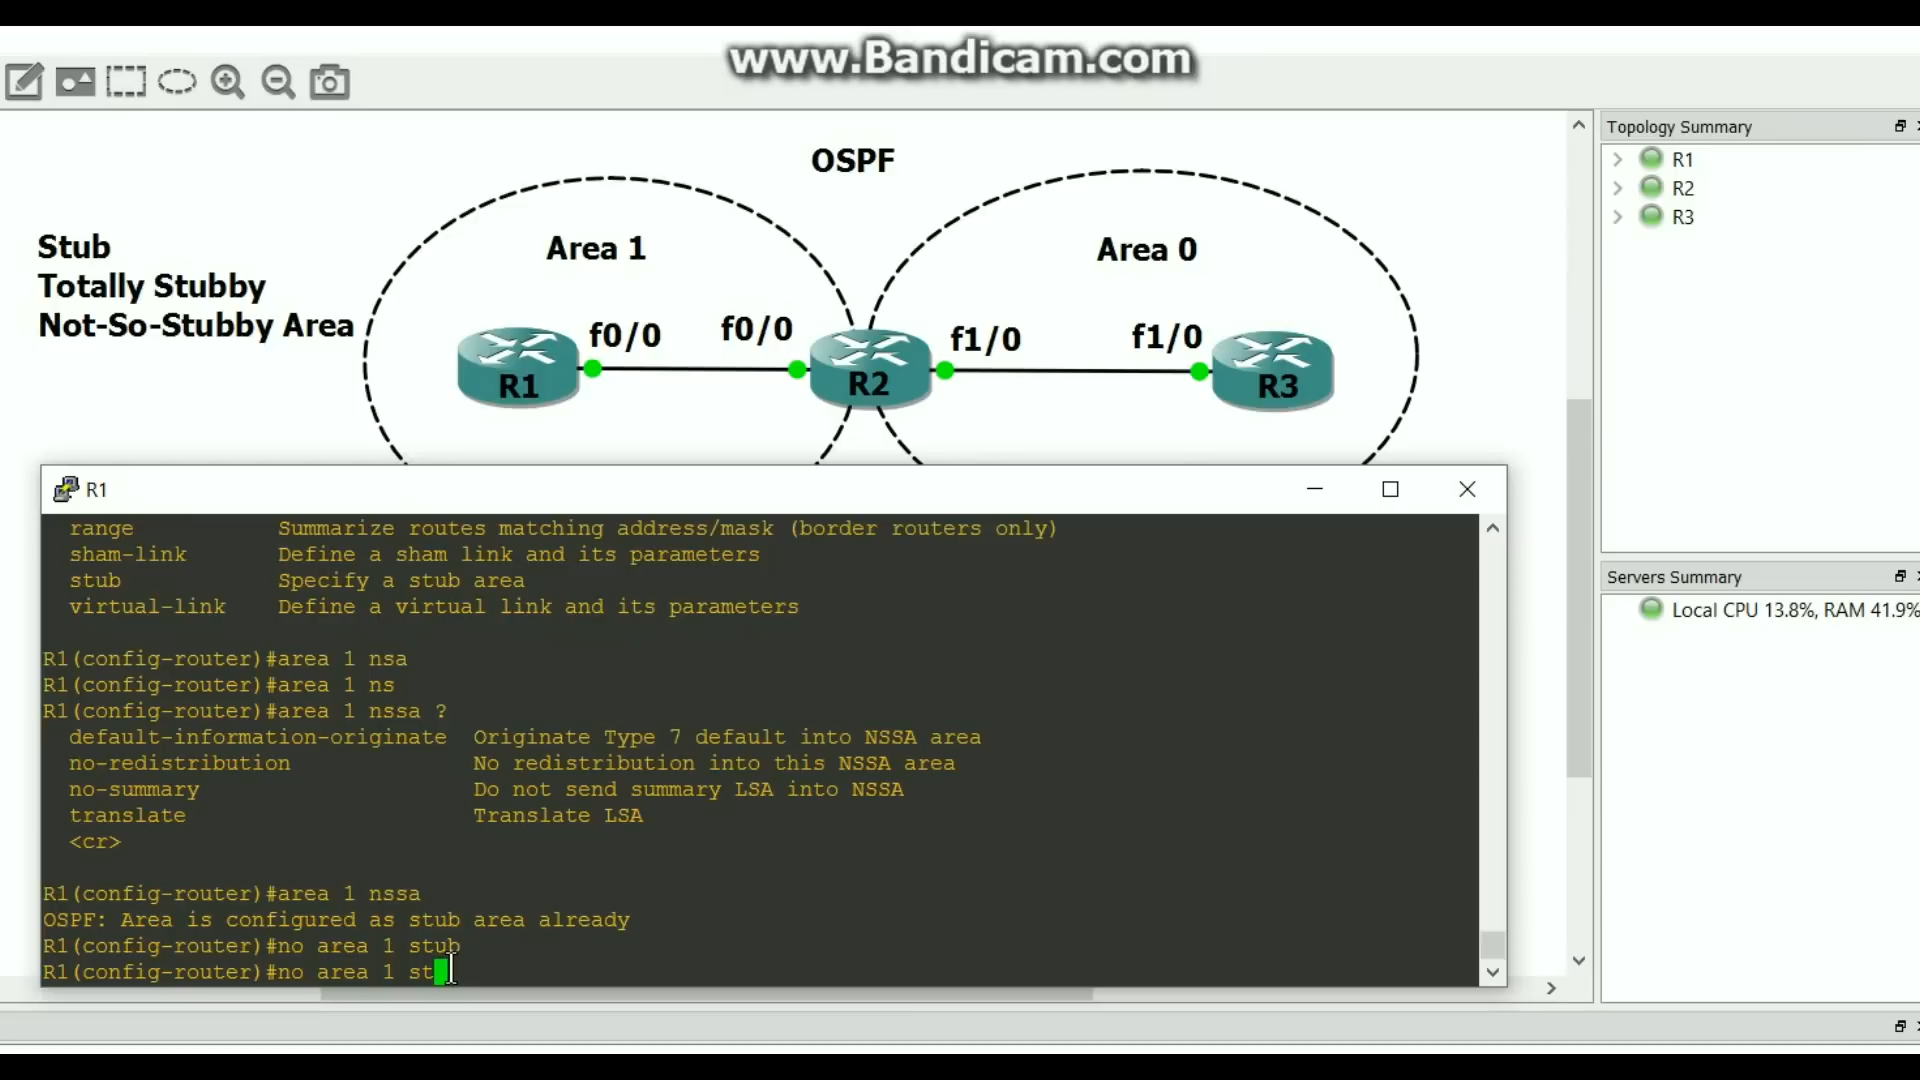 www.Bandicam.com
Topology Summary
R1
R2
R3
OSPF
Stub
Totally Stubby
Not-So-Stubby Area
Area 1
Area 0
f0/0
f0/0
f1/0
f1/0
R1
R2
R3
Servers Summary
Local CPU 13.8%, RAM 41.9%
R1
range Summarize routes matching address/mask (border routers only)
sham-link Define a sham link and its parameters
stub Specify a stub area
virtual-link Define a virtual link and its parameters
R1(config-router)#area 1 nsa
R1(config-router)#area 1 ns
R1(config-router)#area 1 nssa ?
default-information-originate Originate Type 7 default into NSSA area
no-redistribution No redistribution into this NSSA area
no-summary Do not send summary LSA into NSSA
translate Translate LSA
<cr>
R1(config-router)#area 1 nssa
OSPF: Area is configured as stub area already
R1(config-router)#no area 1 stub
R1(config-router)#no area 1 st